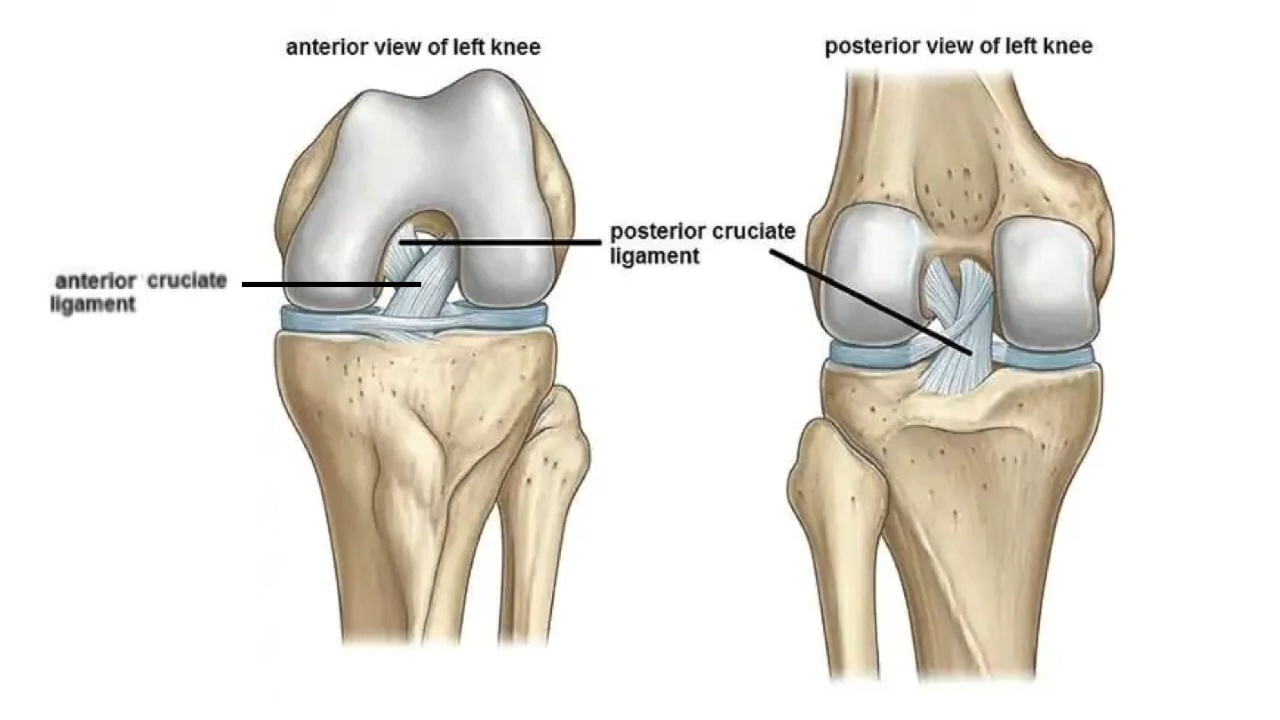 anterior view of left knee
posterior view of left knee
posterior cruciate
ligament
anterior cruciate
ligament